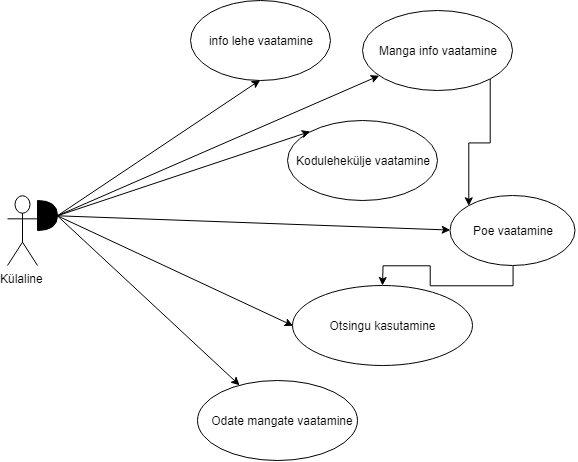 info lehe vaatamine
Manga info vaatamine
Kodulehekülje vaatamine
Poe vaatamine
Külaline
Otsingu kasutamine
Odate mangate vaatamine